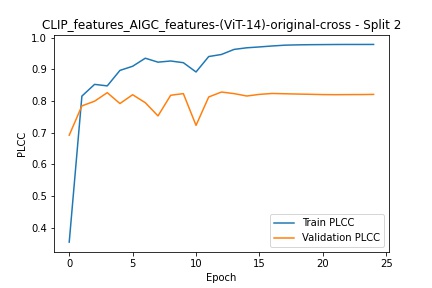 CLIP_features_AIGC_features-(ViT-14)-original-cross - Split 2
1.0
0.9
0.8
0.7
0.6
0.5
0.4
PLCC
Train PLCC
Validation PLCC
0 5 10 15 20 25
Epoch